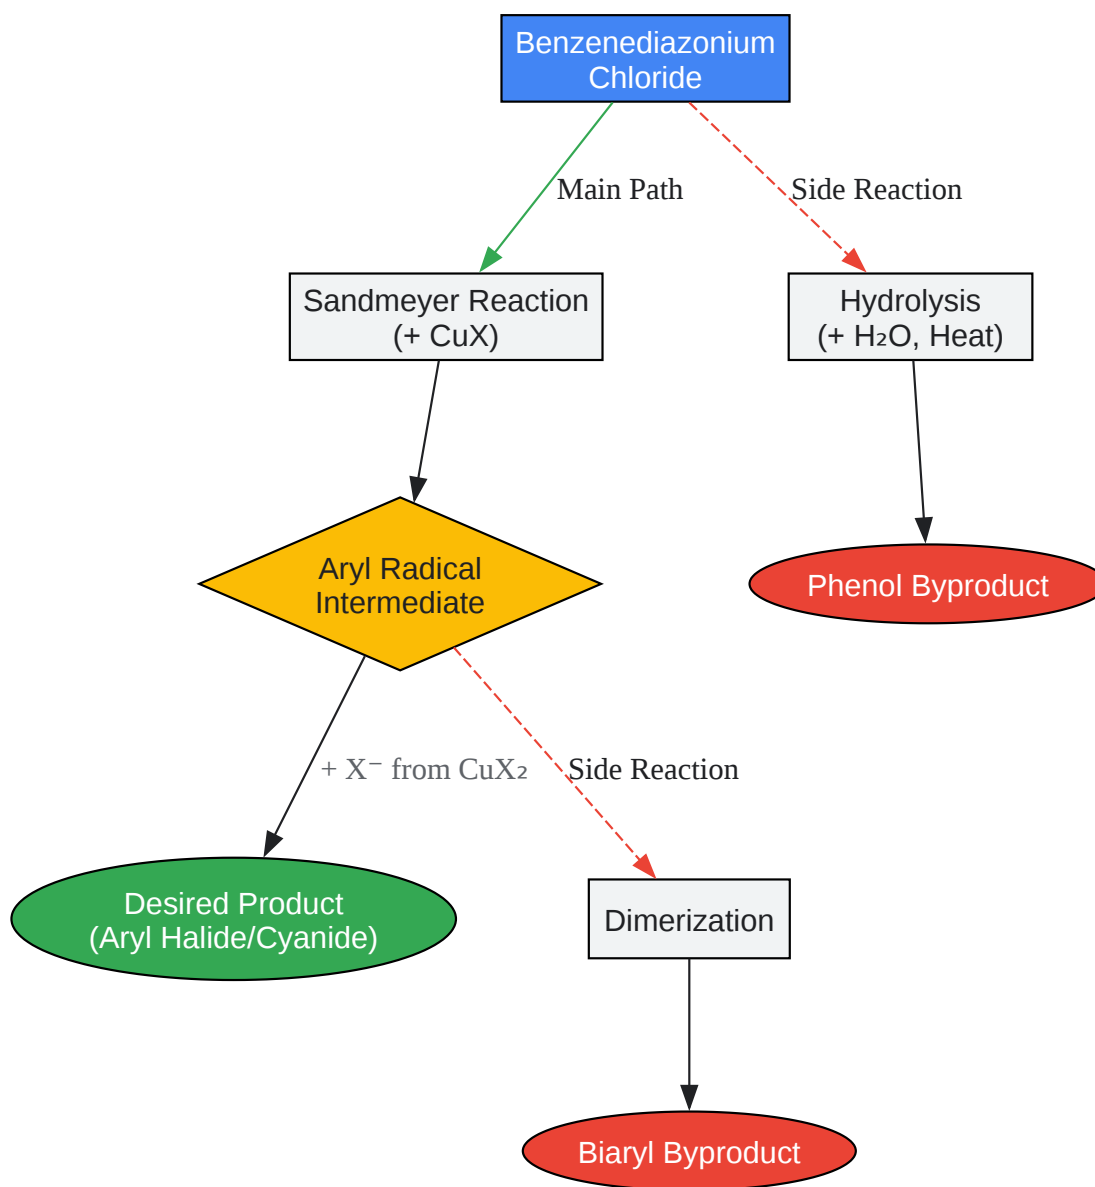 Benzenediazonium
Chloride
Main Path
Side Reaction
Sandmeyer Reaction
(+ CuX)
Hydrolysis
(+ H₂O, Heat)
Aryl Radical
Intermediate
Phenol Byproduct
+ X⁻ from CuX₂
Side Reaction
Desired Product
(Aryl Halide/Cyanide)
Dimerization
Biaryl Byproduct